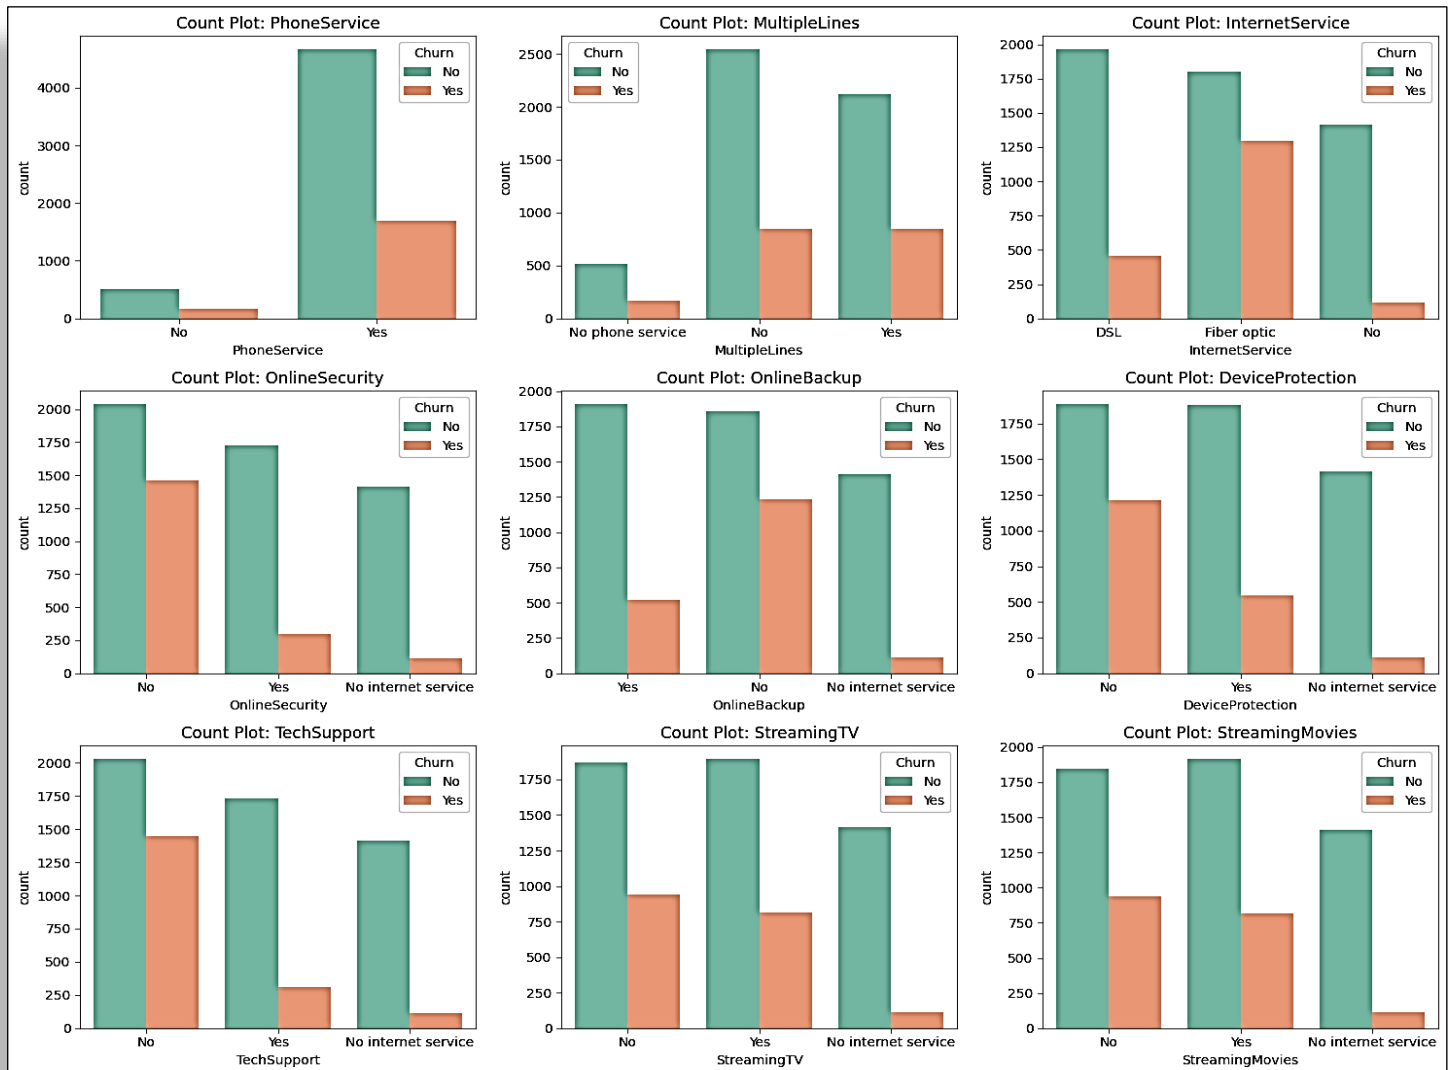 Count Plot: PhoneService
Churn
No
Yes
4000
3000
2000
1000
0
count
No
Yes
PhoneService
Count Plot: MultipleLines
Churn
No
Yes
2500
2000
1500
1000
500
0
count
No phone service
No
Yes
MultipleLines
Count Plot: InternetService
Churn
No
Yes
2000
1750
1500
1250
1000
750
500
250
0
count
DSL
Fiber optic
No
InternetService
Count Plot: OnlineSecurity
Churn
No
Yes
2000
1750
1500
1250
1000
750
500
250
0
count
No
Yes
No internet service
OnlineSecurity
Count Plot: OnlineBackup
Churn
No
Yes
2000
1750
1500
1250
1000
750
500
250
0
count
Yes
No
No internet service
OnlineBackup
Count Plot: DeviceProtection
Churn
No
Yes
1750
1500
1250
1000
750
500
250
0
count
No
Yes
No internet service
DeviceProtection
Count Plot: TechSupport
Churn
No
Yes
2000
1750
1500
1250
1000
750
500
250
0
count
No
Yes
No internet service
TechSupport
Count Plot: StreamingTV
Churn
No
Yes
1750
1500
1250
1000
750
500
250
0
count
No
Yes
No internet service
StreamingTV
Count Plot: StreamingMovies
Churn
No
Yes
2000
1750
1500
1250
1000
750
500
250
0
count
No
Yes
No internet service
StreamingMovies